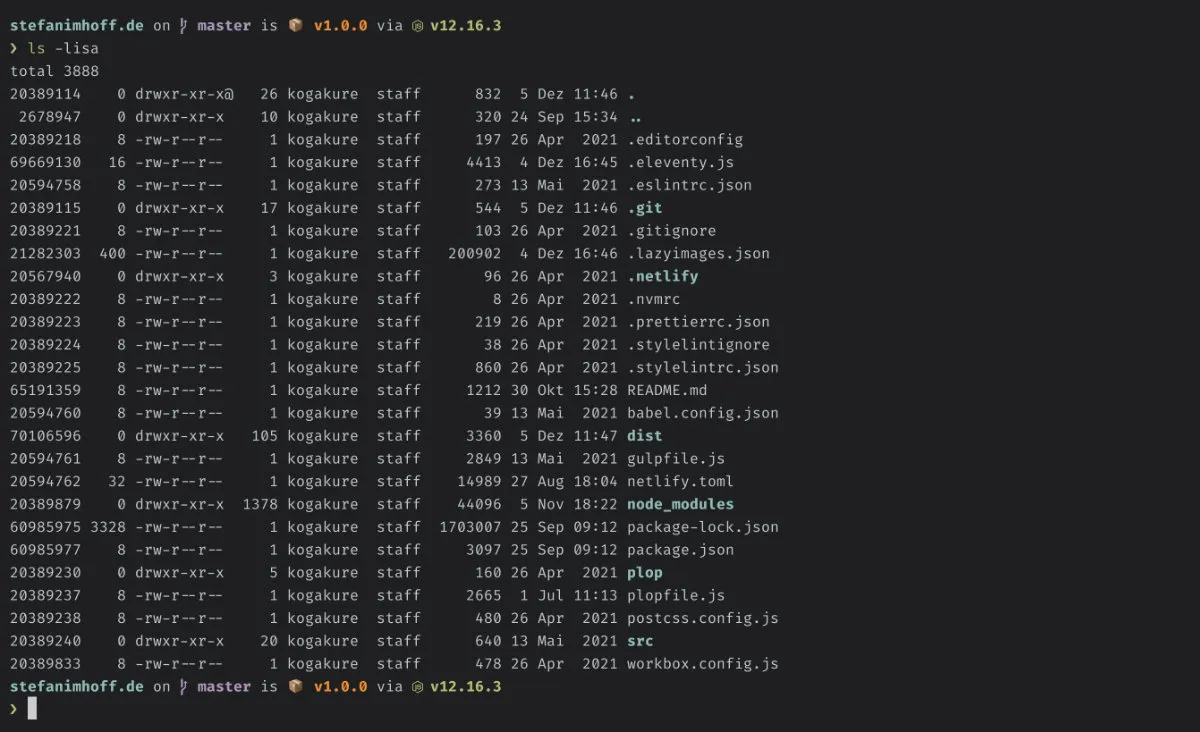 stefanimhoff.de on master is 📦 v1.0.0 via v12.16.3
❯ ls -lisa
total 3888
20389114    0 drwxr-xr-x@   26 kogakure  staff      832  5 Dez 11:46 .
 2678947    0 drwxr-xr-x    10 kogakure  staff      320 24 Sep 15:34 ..
20389218    8 -rw-r--r--     1 kogakure  staff      197 26 Apr  2021 .editorconfig
69669130   16 -rw-r--r--     1 kogakure  staff     4413  4 Dez 16:45 .eleventy.js
20594758    8 -rw-r--r--     1 kogakure  staff      273 13 Mai  2021 .eslintrc.json
20389115    0 drwxr-xr-x    17 kogakure  staff      544  5 Dez 11:46 .git
20389221    8 -rw-r--r--     1 kogakure  staff      103 26 Apr  2021 .gitignore
21282303  400 -rw-r--r--     1 kogakure  staff   200902  4 Dez 16:46 .lazyimages.json
20567940    0 drwxr-xr-x     3 kogakure  staff       96 26 Apr  2021 .netlify
20389222    8 -rw-r--r--     1 kogakure  staff        8 26 Apr  2021 .nvmrc
20389223    8 -rw-r--r--     1 kogakure  staff      219 26 Apr  2021 .prettierrc.json
20389224    8 -rw-r--r--     1 kogakure  staff       38 26 Apr  2021 .stylelintignore
20389225    8 -rw-r--r--     1 kogakure  staff      860 26 Apr  2021 .stylelintrc.json
65191359    8 -rw-r--r--     1 kogakure  staff     1212 30 Okt 15:28 README.md
20594760    8 -rw-r--r--     1 kogakure  staff       39 13 Mai  2021 babel.config.json
70106596    0 drwxr-xr-x   105 kogakure  staff     3360  5 Dez 11:47 dist
20594761    8 -rw-r--r--     1 kogakure  staff     2849 13 Mai  2021 gulpfile.js
20594762   32 -rw-r--r--     1 kogakure  staff    14989 27 Aug 18:04 netlify.toml
20389879    0 drwxr-xr-x  1378 kogakure  staff    44096  5 Nov 18:22 node_modules
60985975 3328 -rw-r--r--     1 kogakure  staff  1703007 25 Sep 09:12 package-lock.json
60985977    8 -rw-r--r--     1 kogakure  staff     3097 25 Sep 09:12 package.json
20389230    0 drwxr-xr-x     5 kogakure  staff      160 26 Apr  2021 plop
20389237    8 -rw-r--r--     1 kogakure  staff     2665  1 Jul 11:13 plopfile.js
20389238    8 -rw-r--r--     1 kogakure  staff      480 26 Apr  2021 postcss.config.js
20389240    0 drwxr-xr-x    20 kogakure  staff      640 13 Mai  2021 src
20389833    8 -rw-r--r--     1 kogakure  staff      478 26 Apr  2021 workbox.config.js
stefanimhoff.de on master is 📦 v1.0.0 via v12.16.3
❯